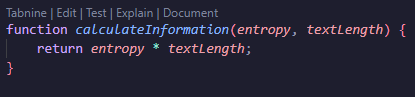 Tabnine | Edit | Test | Explain | Document
function calculateInformation(entropy, textLength) {
    return entropy * textLength;
}